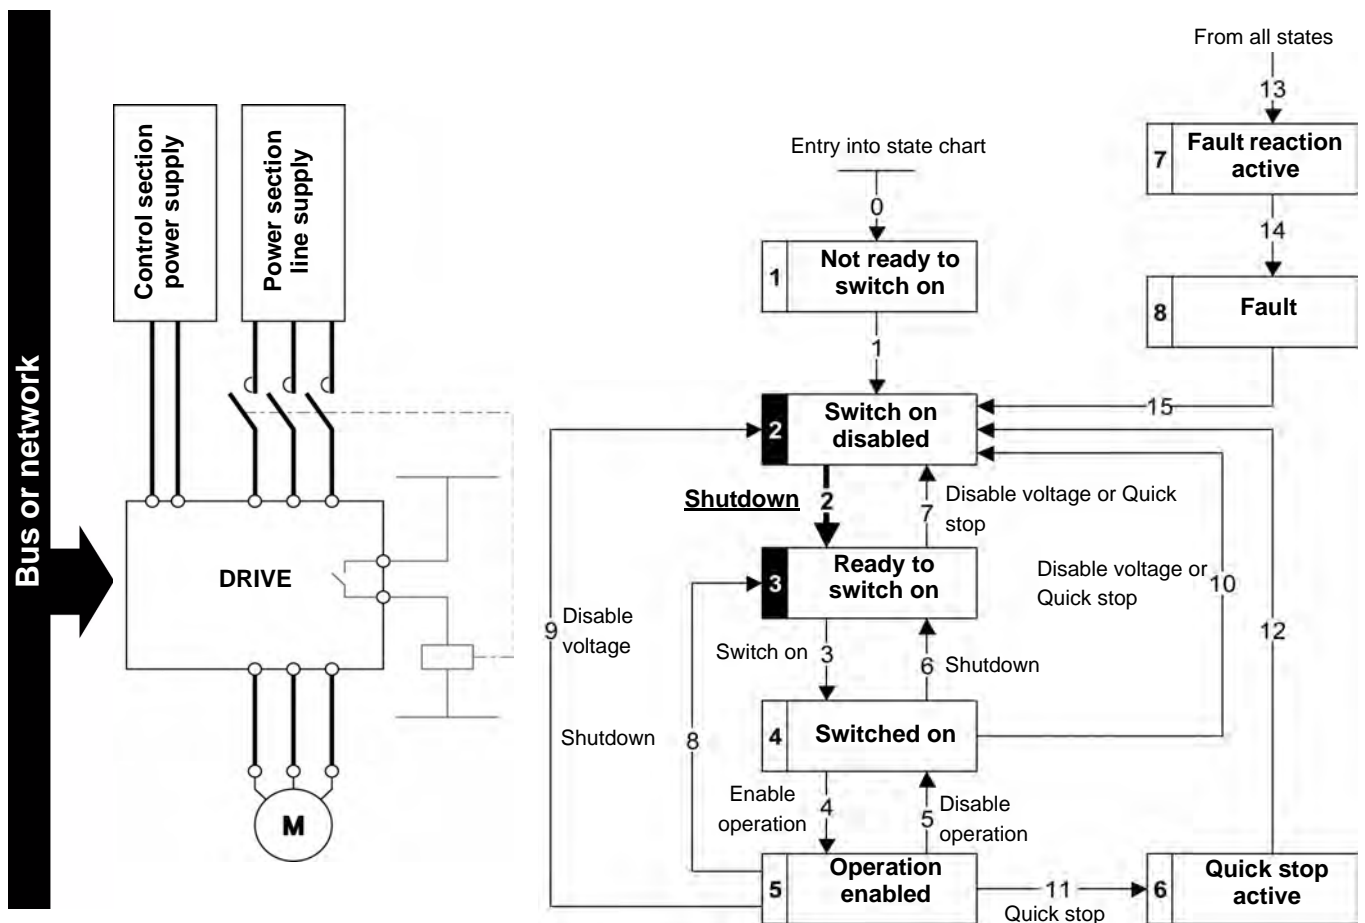 Bus or network
Control section
power supply
Power section
line supply
DRIVE
M
From all states
13
7
Fault reaction
active
14
8
Fault
15
Entry into state chart
0
1
Not ready to
switch on
1
2
Switch on
disabled
Shutdown
2
7
Disable voltage or Quick
stop
3
Ready to
switch on
Disable voltage or
Quick stop
10
12
9
Disable
voltage
Switch on
3
6
Shutdown
4
Switched on
Shutdown
8
Enable
operation
4
5
Disable
operation
5
Operation
enabled
11
Quick stop
6
Quick stop
active